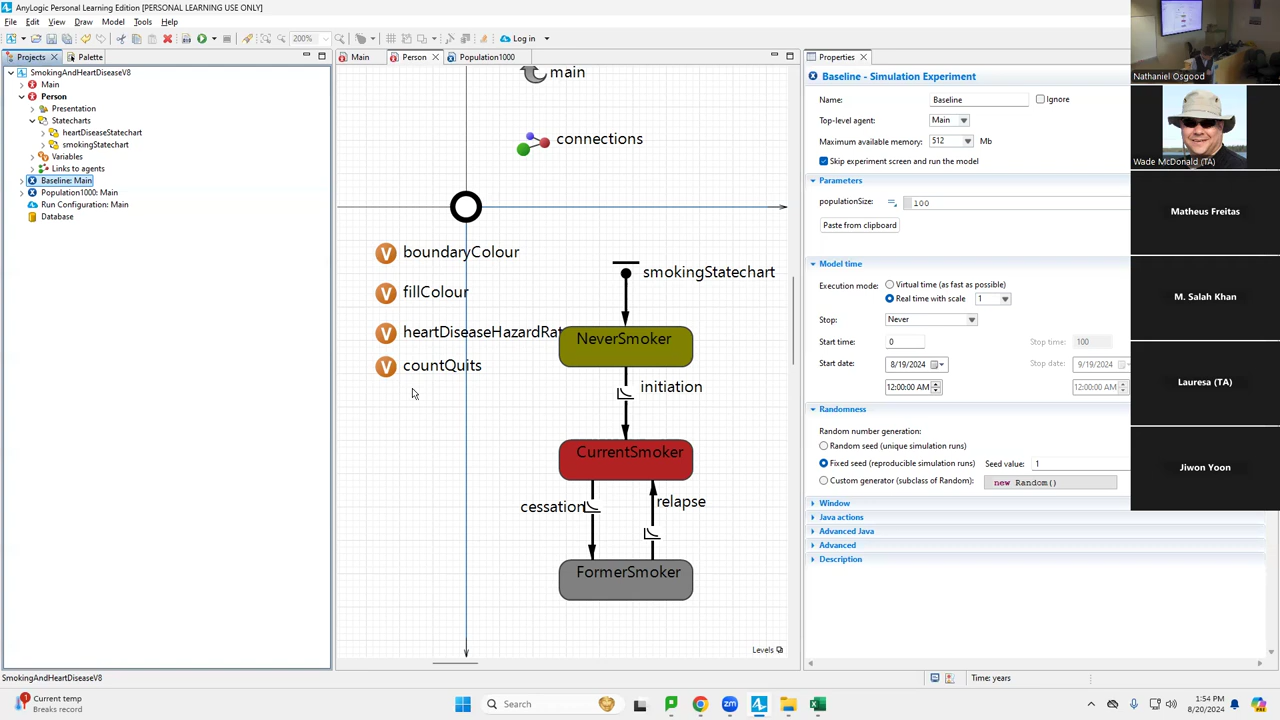 AnyLogic Personal Learning Edition [PERSONAL LEARNING USE ONLY]
File Edit View Draw Model Tools Help
200% Log in
Projects Palette
SmokingAndHeartDiseaseV8
Main
Person
Presentation
Statecharts
heartDiseaseStatechart
smokingStatechart
Variables
Links to agents
Baseline: Main
Population1000: Main
Run Configuration: Main
Database
Main Person Population1000
main
connections
boundaryColour
fillColour
heartDiseaseHazardRat
countQuits
smokingStatechart
NeverSmoker
initiation
CurrentSmoker
cessation
relapse
FormerSmoker
Levels
Properties
Baseline - Simulation Experiment
Name: Baseline Ignore
Top-level agent: Main
Maximum available memory: 512 Mb
Skip experiment screen and run the model
Parameters
populationSize: 100
Paste from clipboard
Model time
Execution mode: Virtual time (as fast as possible)
Real time with scale 1
Stop: Never
Start time: 0 Stop time: 100
Start date: 8/19/2024 Stop date: 9/19/2024
12:00:00 AM 12:00:00 AM
Randomness
Random number generation:
Random seed (unique simulation runs)
Fixed seed (reproducible simulation runs) Seed value: 1
Custom generator (subclass of Random): new Random()
Window
Java actions
Advanced Java
Advanced
Description
Nathaniel Osgood
Wade McDonald (TA)
Matheus Freitas
M. Salah Khan
Lauresa (TA)
Jiwon Yoon
SmokingAndHeartDiseaseV8
Time: years
1
Current temp
Breaks record
Search
1:54 PM
8/20/2024